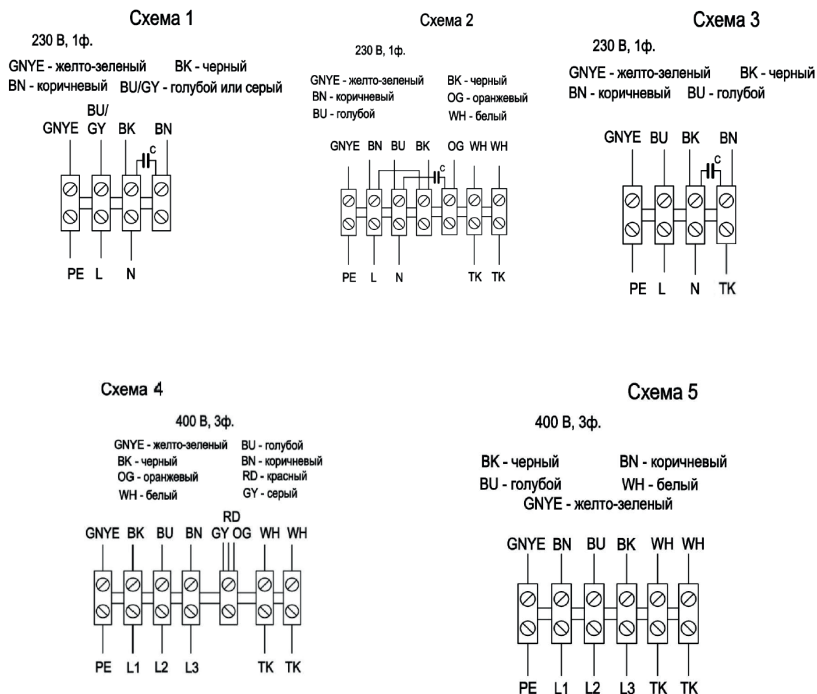 Схема 1
230 В, 1ф.
GNYE - желто-зеленый BK - черный
BN - коричневый BU/GY - голубой или серый
BU/
GNYE GY BK BN
C
PE L N
Схема 2
230 В, 1ф.
GNYE - желто-зеленый BK - черный
BN - коричневый OG - оранжевый
BU - голубой WH - белый
GNYE BN BU BK OG WH WH
C
PE L N TK TK
Схема 3
230 В, 1ф.
GNYE - желто-зеленый BK - черный
BN - коричневый BU - голубой
GNYE BU BK BN
C
PE L N TK
Схема 4
400 В, 3ф.
GNYE - желто-зеленый BU - голубой
BK - черный BN - коричневый
OG - оранжевый RD - красный
WH - белый GY - серый
RD
GNYE BK BU BN GY OG WH WH
PE L1 L2 L3 TK TK
Схема 5
400 В, 3ф.
BK - черный BN - коричневый
BU - голубой WH - белый
GNYE - желто-зеленый
GNYE BN BU BK WH WH
PE L1 L2 L3 TK TK